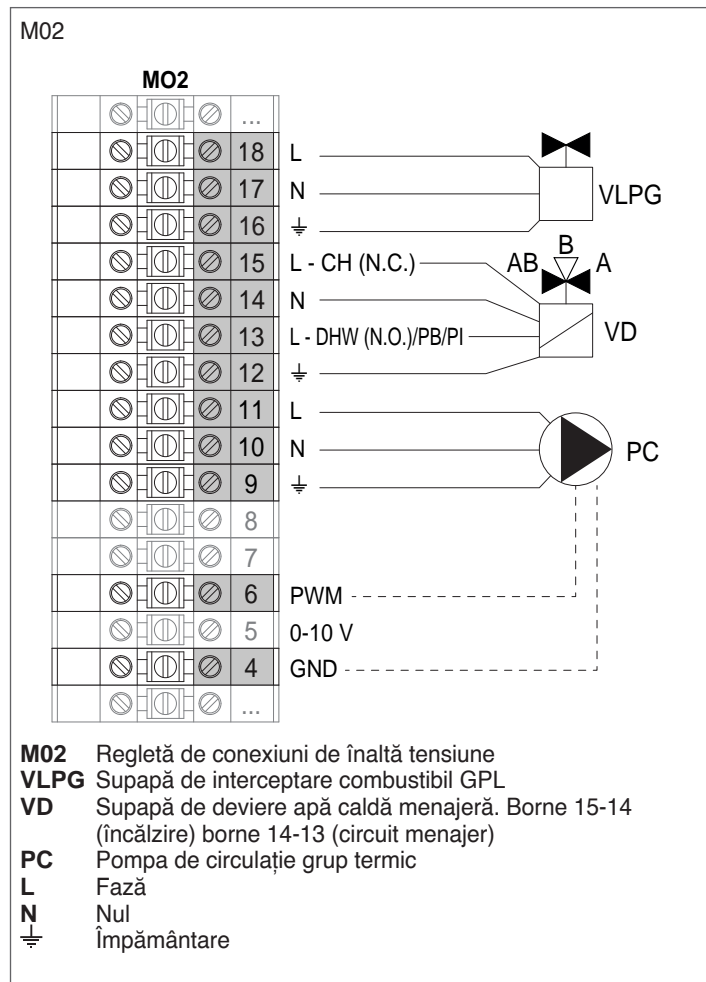 M02
MO2
...
18 L
17 N VLPG
16 ⏚
B
15 L - CH (N.C.) AB A
14 N
13 L - DHW (N.O.)/PB/PI VD
12 ⏚
11 L
10 N PC
9 ⏚
8
7
6 PWM
5 0-10 V
4 GND
...
M02 Regletă de conexiuni de înaltă tensiune
VLPG Supapă de interceptare combustibil GPL
VD Supapă de deviere apă caldă menajeră. Borne 15-14
(încălzire) borne 14-13 (circuit menajer)
PC Pompa de circulație grup termic
L Fază
N Nul
⏚ Împământare